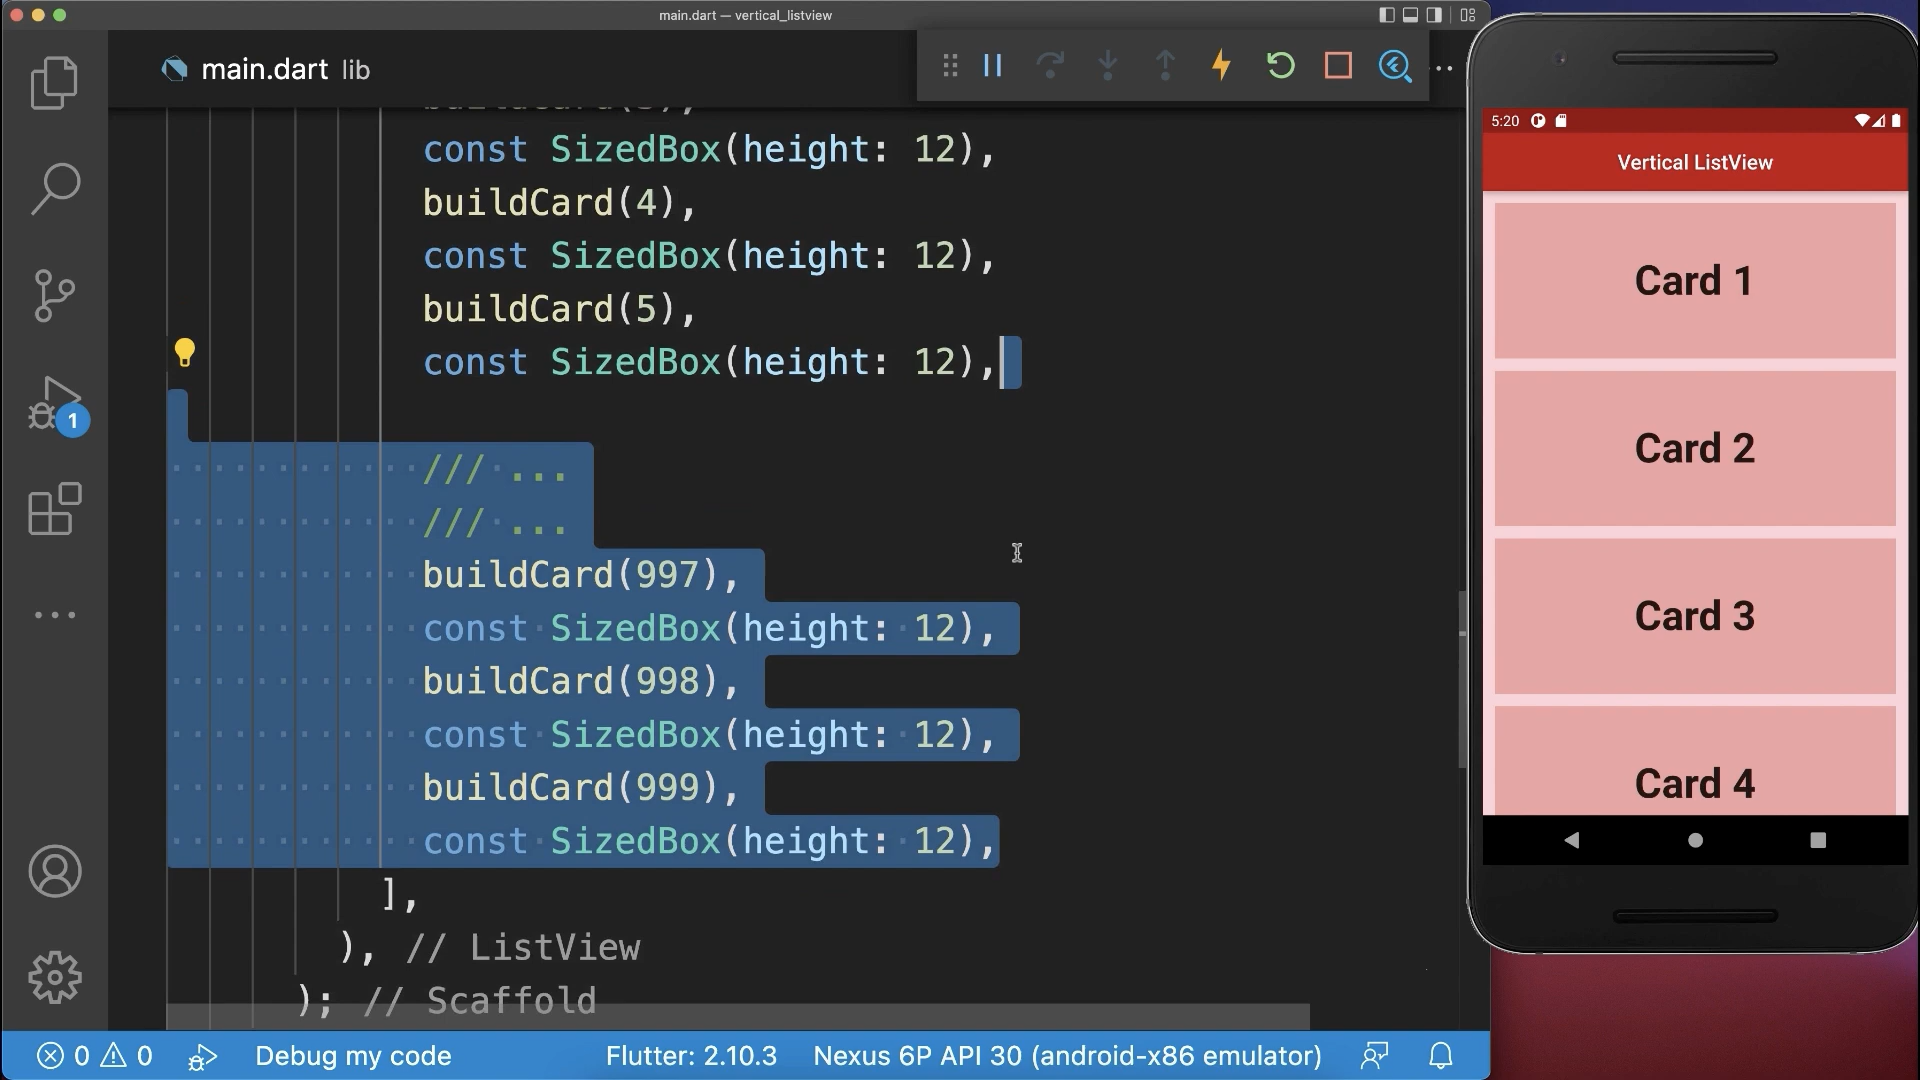 main.dart — vertical_listview
main.dart lib
const SizedBox(height: 12),
buildCard(4),
const SizedBox(height: 12),
buildCard(5),
const SizedBox(height: 12),
/// ...
/// ...
buildCard(997),
const SizedBox(height: 12),
buildCard(998),
const SizedBox(height: 12),
buildCard(999),
const SizedBox(height: 12),
],
), // ListView
); // Scaffold
1
0 0 Debug my code Flutter: 2.10.3 Nexus 6P API 30 (android-x86 emulator)
5:20
Vertical ListView
Card 1
Card 2
Card 3
Card 4